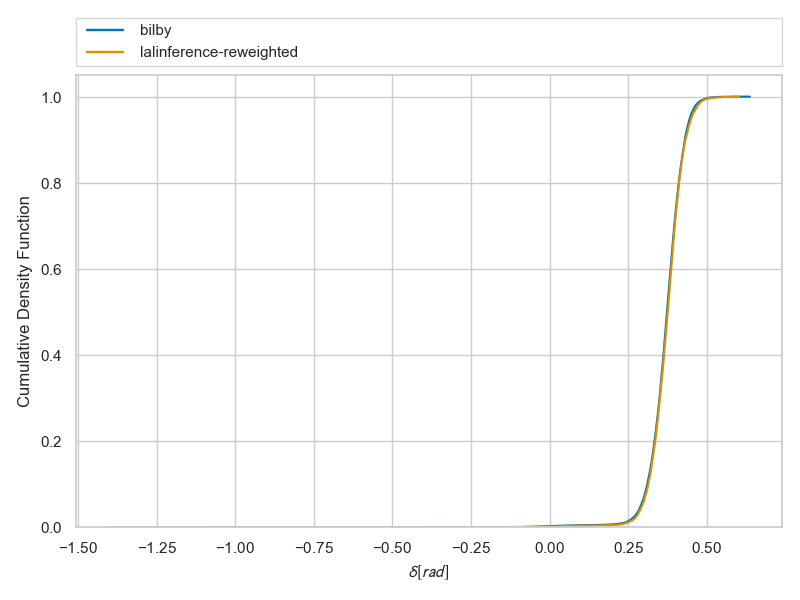 bilby
lalinference-reweighted
1.0
0.8
0.6
0.4
0.2
0.0
Cumulative Density Function
−1.50 −1.25 −1.00 −0.75 −0.50 −0.25 0.00 0.25 0.50
δ[rad]